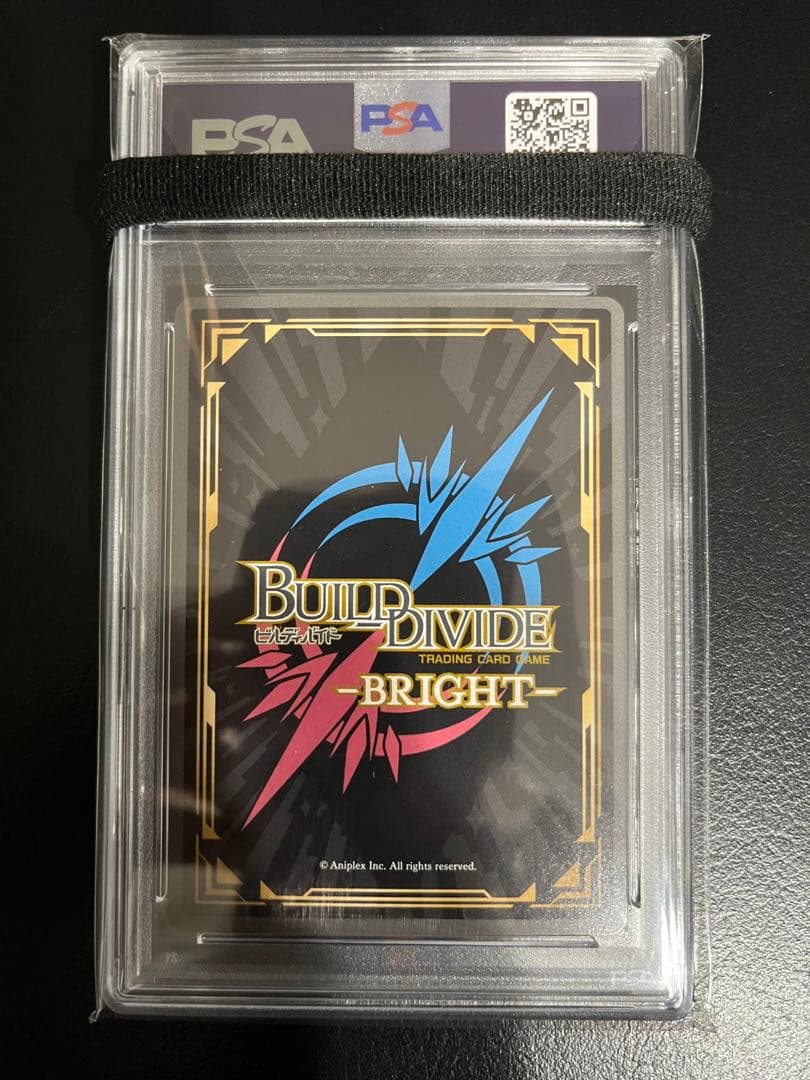 PSA
PSA
BUILD DIVIDE
ビルディバイド
TRADING CARD GAME
-BRIGHT-
© Aniplex Inc. All rights reserved.
PSA